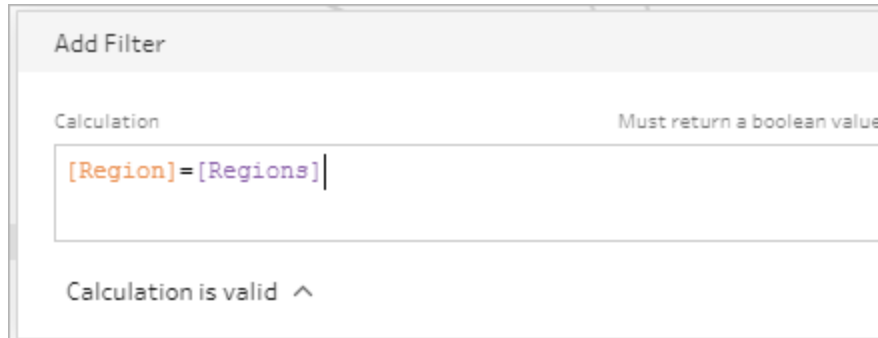 Add Filter
Calculation
Must return a boolean value
[Region]=[Regions]
Calculation is valid